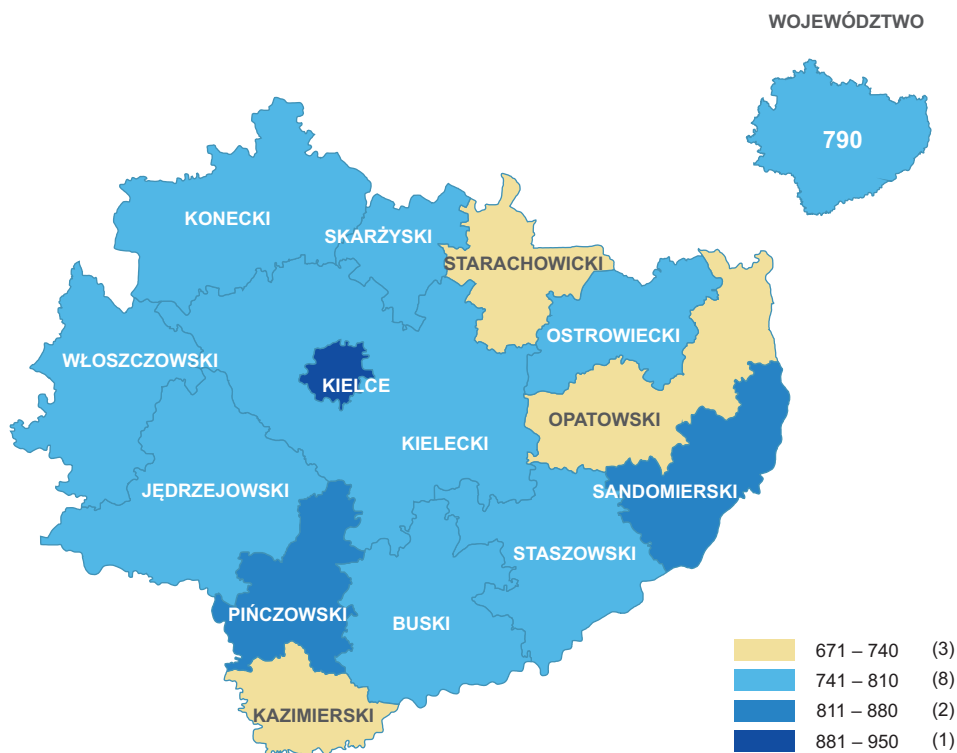 WOJEWÓDZTWO
790
KONECKI
SKARŻYSKI
STARACHOWICKI
OSTROWIECKI
WŁOSZCZOWSKI
KIELCE
OPATOWSKI
KIELECKI
JĘDRZEJOWSKI
SANDOMIERSKI
STASZOWSKI
PIŃCZOWSKI
BUSKI
KAZIMIERSKI
671 – 740 (3)
741 – 810 (8)
811 – 880 (2)
881 – 950 (1)